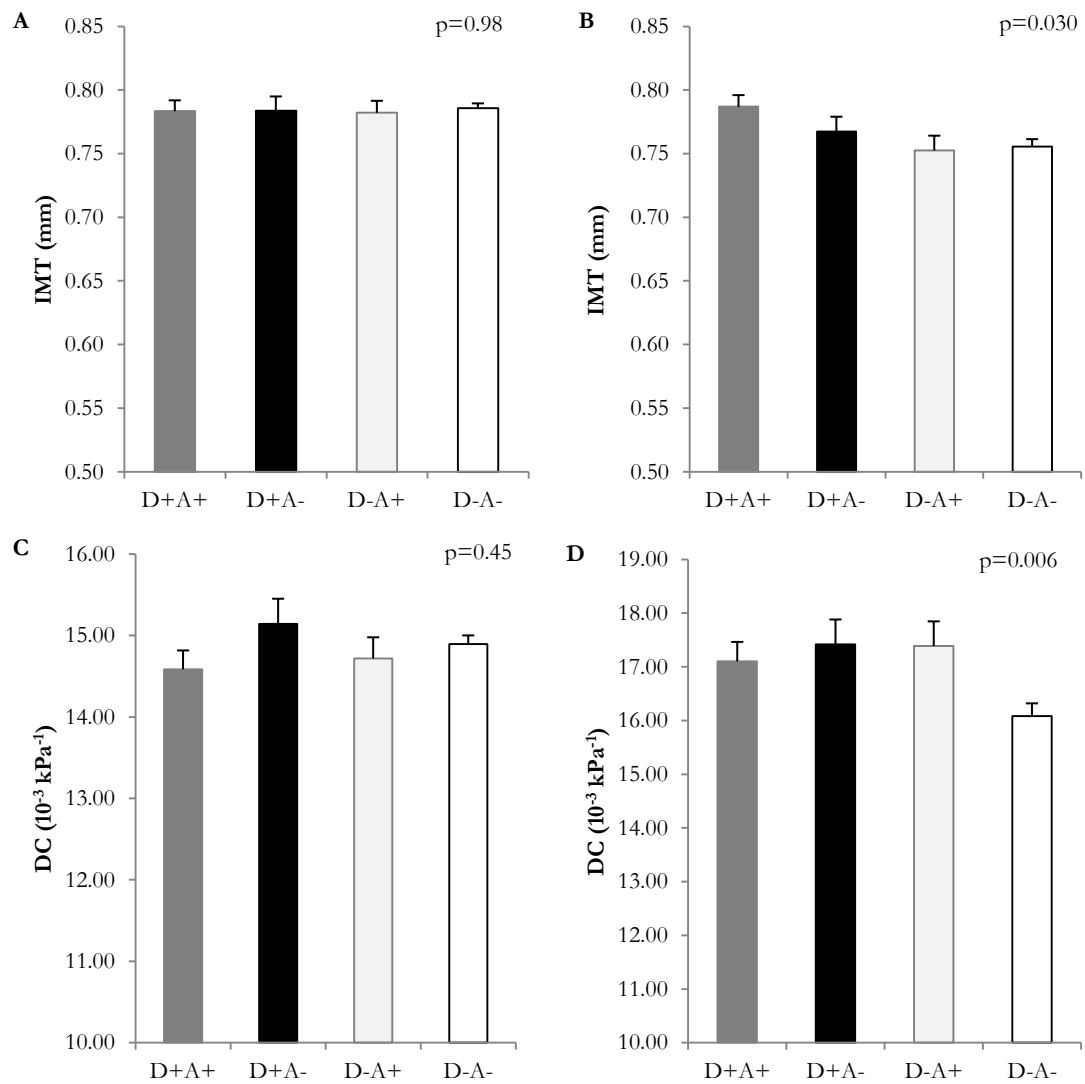 A
p=0.98
0.85
0.80
0.75
0.70
0.65
0.60
0.55
0.50
IMT (mm)
D+A+ D+A- D-A+ D-A-
B
p=0.030
0.85
0.80
0.75
0.70
0.65
0.60
0.55
0.50
IMT (mm)
D+A+ D+A- D-A+ D-A-
C
p=0.45
16.00
15.00
14.00
13.00
12.00
11.00
10.00
DC (10⁻³ kPa⁻¹)
D+A+ D+A- D-A+ D-A-
D
p=0.006
19.00
18.00
17.00
16.00
15.00
14.00
13.00
12.00
11.00
10.00
DC (10⁻³ kPa⁻¹)
D+A+ D+A- D-A+ D-A-